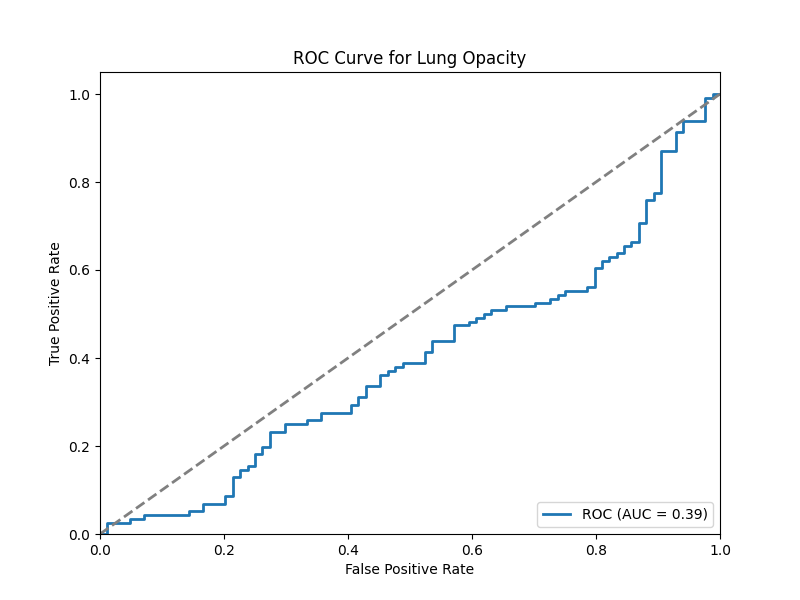 ROC Curve for Lung Opacity
True Positive Rate
1.0
0.8
0.6
0.4
0.2
0.0
0.0 0.2 0.4 0.6 0.8 1.0
False Positive Rate
ROC (AUC = 0.39)